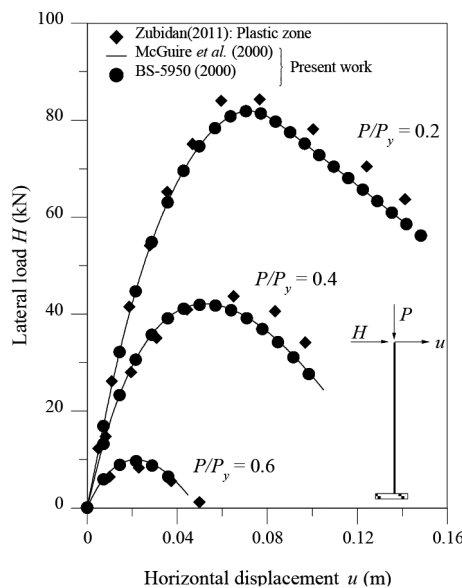 Zubidan(2011): Plastic zone
McGuire et al. (2000)
BS-5950 (2000)
Present work
Lateral load H (kN)
100
80
60
40
20
0
P/Py = 0.2
P/Py = 0.4
P/Py = 0.6
P
H
u
0
0.04
0.08
0.12
0.16
Horizontal displacement u (m)